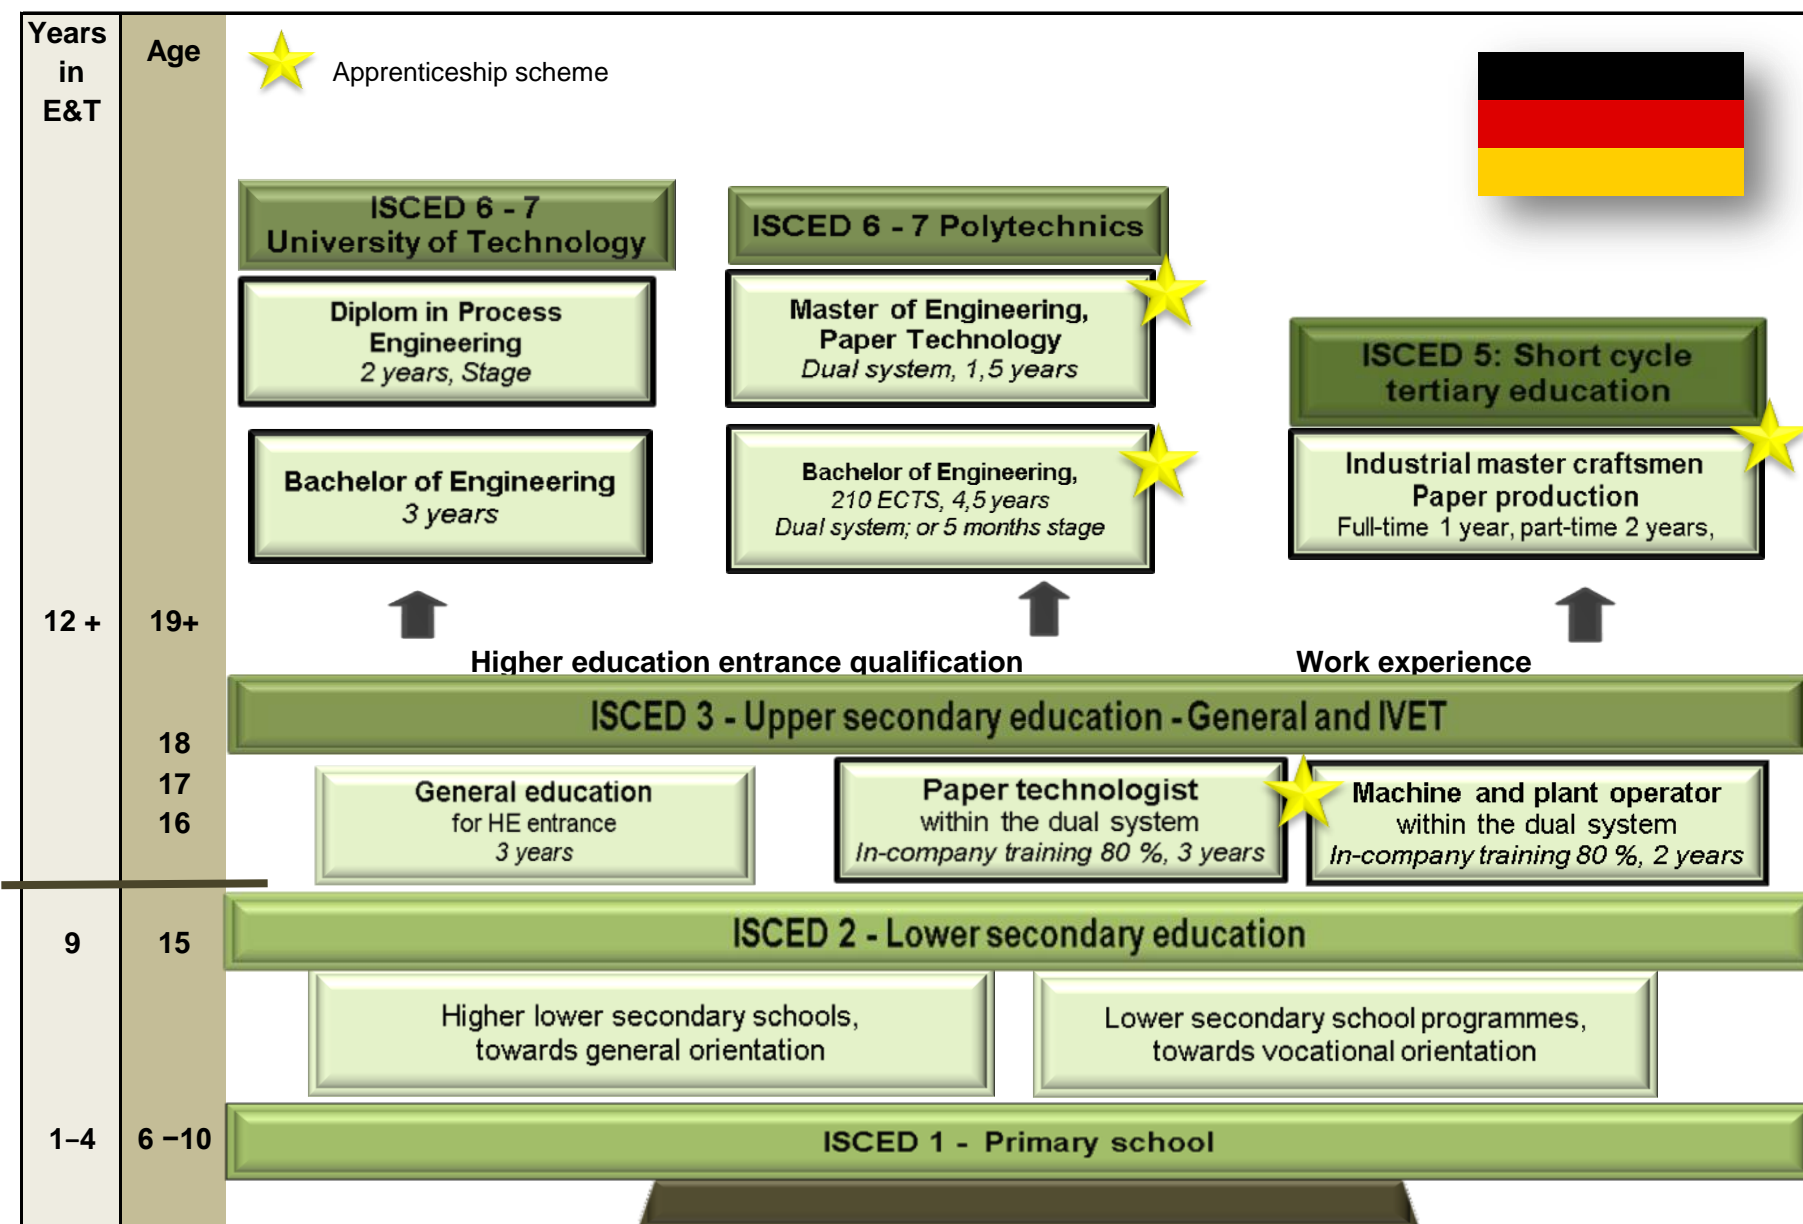 Years
in
E&T
Age
Apprenticeship scheme
ISCED 6 - 7
University of Technology
Diplom in Process
Engineering
2 years, Stage
Bachelor of Engineering
3 years
ISCED 6 - 7 Polytechnics
Master of Engineering,
Paper Technology
Dual system, 1,5 years
Bachelor of Engineering,
210 ECTS, 4,5 years
Dual system; or 5 months stage
ISCED 5: Short cycle
tertiary education
Industrial master craftsmen
Paper production
Full-time 1 year, part-time 2 years,
12 +
19+
Higher education entrance qualification
Work experience
ISCED 3 - Upper secondary education - General and IVET
18
17
16
General education
for HE entrance
3 years
Paper technologist
within the dual system
In-company training 80 %, 3 years
Machine and plant operator
within the dual system
In-company training 80 %, 2 years
9
15
ISCED 2 - Lower secondary education
Higher lower secondary schools,
towards general orientation
Lower secondary school programmes,
towards vocational orientation
1–4
6 –10
ISCED 1 - Primary school